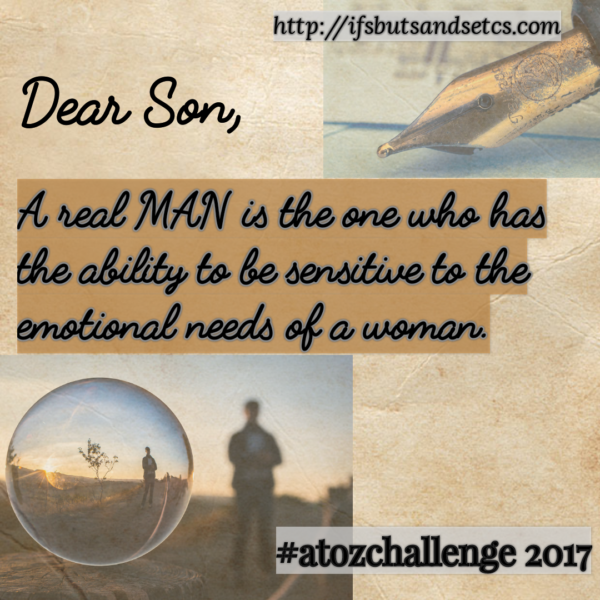 http://ifsbutsandsetcs.com
Dear Son,
A real MAN is the one who has
the ability to be sensitive to the
emotional needs of a woman.
#atozchallenge 2017